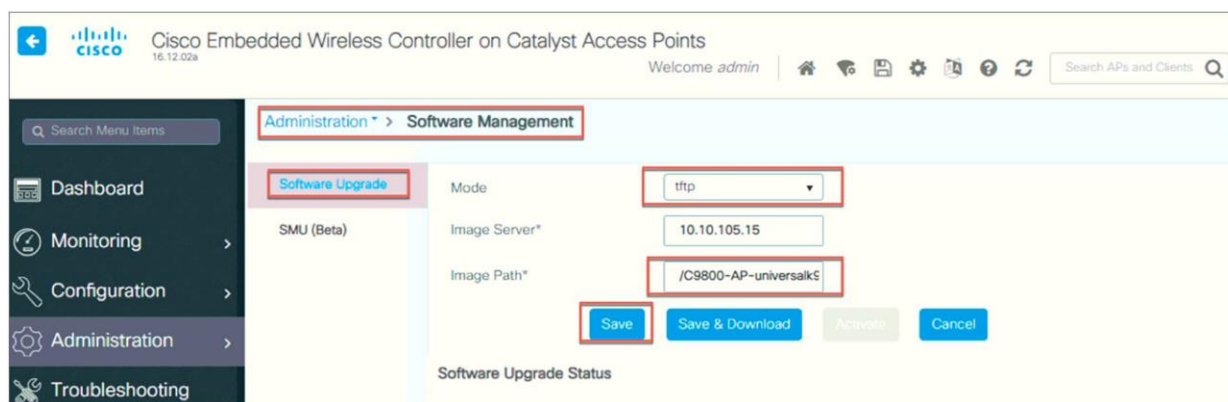 CISCO
Cisco Embedded Wireless Controller on Catalyst Access Points
16.12.02a
Welcome admin
Search APs and Clients
Search Menu Items
Dashboard
Monitoring
Configuration
Administration
Troubleshooting
Administration > Software Management
Software Upgrade
SMU (Beta)
Mode
tftp
Image Server*
10.10.105.15
Image Path*
/C9800-AP-universalk9
Save
Save & Download
Activate
Cancel
Software Upgrade Status